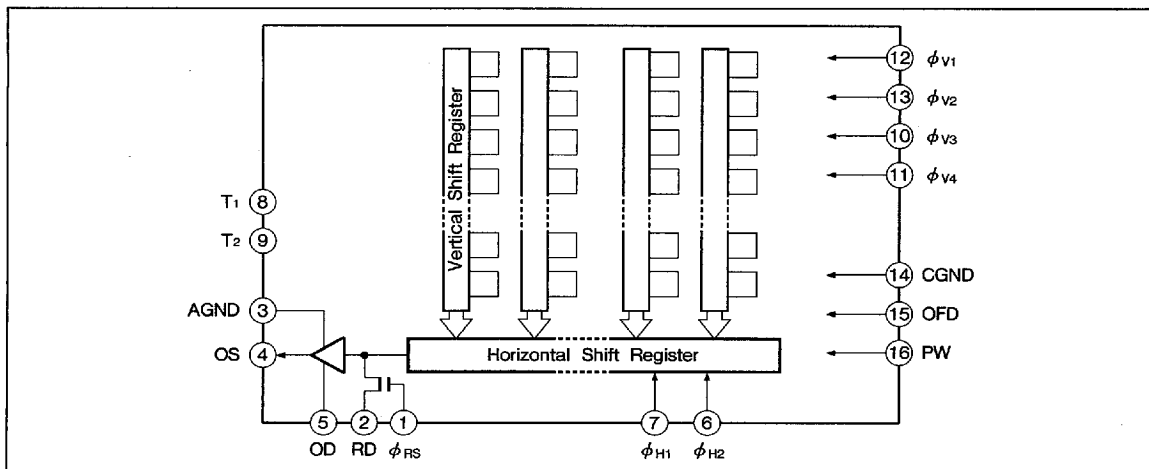 12 ϕV1
13 ϕV2
10 ϕV3
11 ϕV4
Vertical Shift Register
T1 8
T2 9
14 CGND
AGND 3
15 OFD
OS 4
Horizontal Shift Register
16 PW
5 2 1 7 6
OD RD ϕRS ϕH1 ϕH2